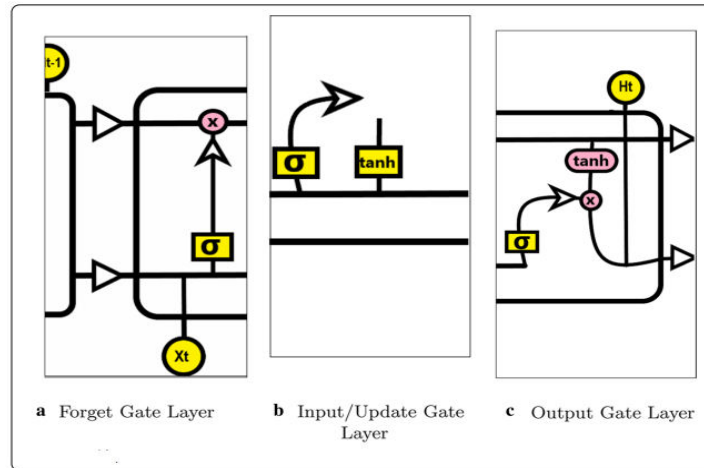 t-1
x
σ
Xt
σ
tanh
Ht
tanh
x
σ
a Forget Gate Layer
b Input/Update Gate
Layer
c Output Gate Layer